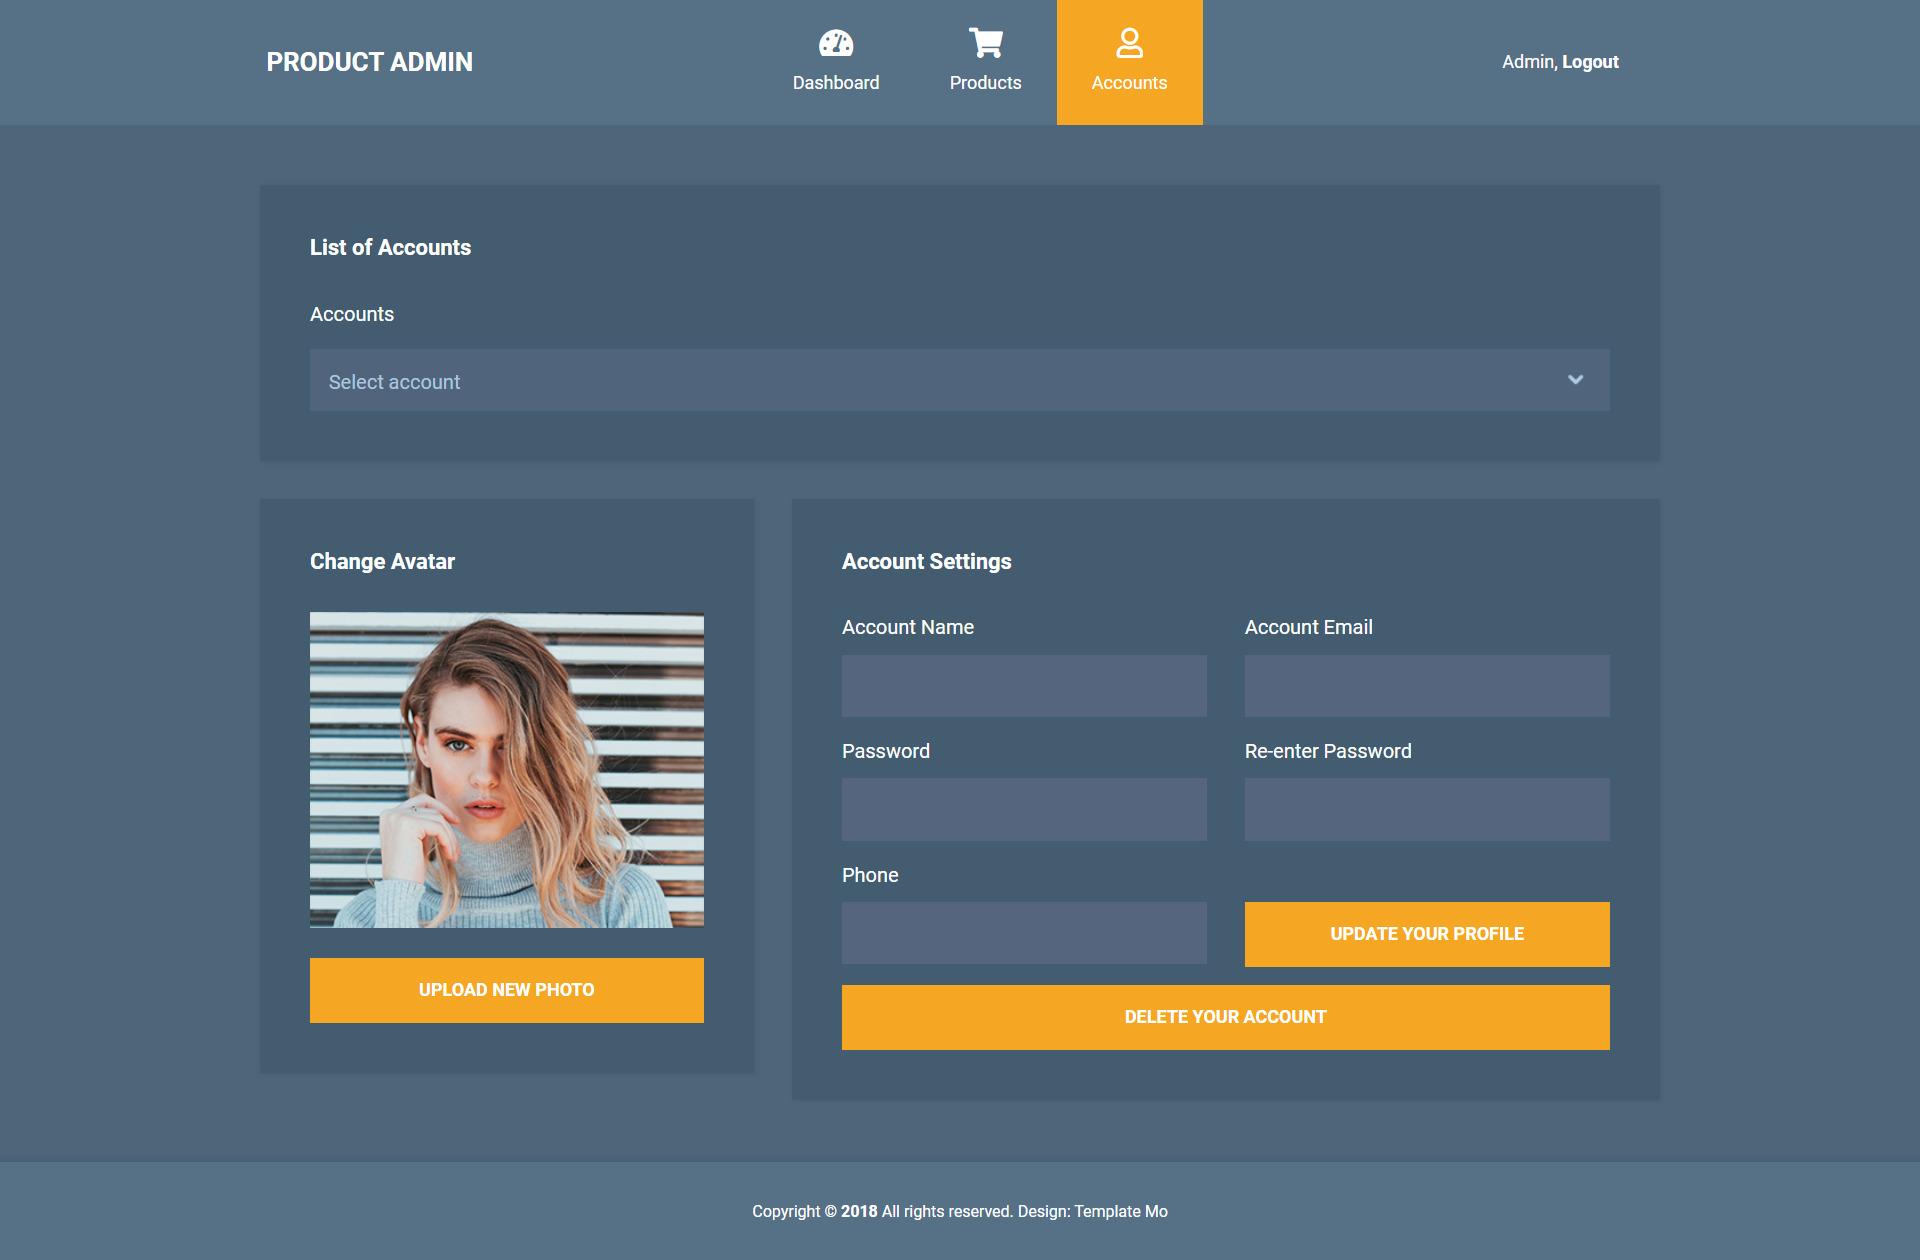 PRODUCT ADMIN
Dashboard
Products
Accounts
Admin, Logout
List of Accounts
Accounts
Select account
Change Avatar
UPLOAD NEW PHOTO
Account Settings
Account Name
Account Email
Password
Re-enter Password
Phone
UPDATE YOUR PROFILE
DELETE YOUR ACCOUNT
Copyright © 2018 All rights reserved. Design: Template Mo